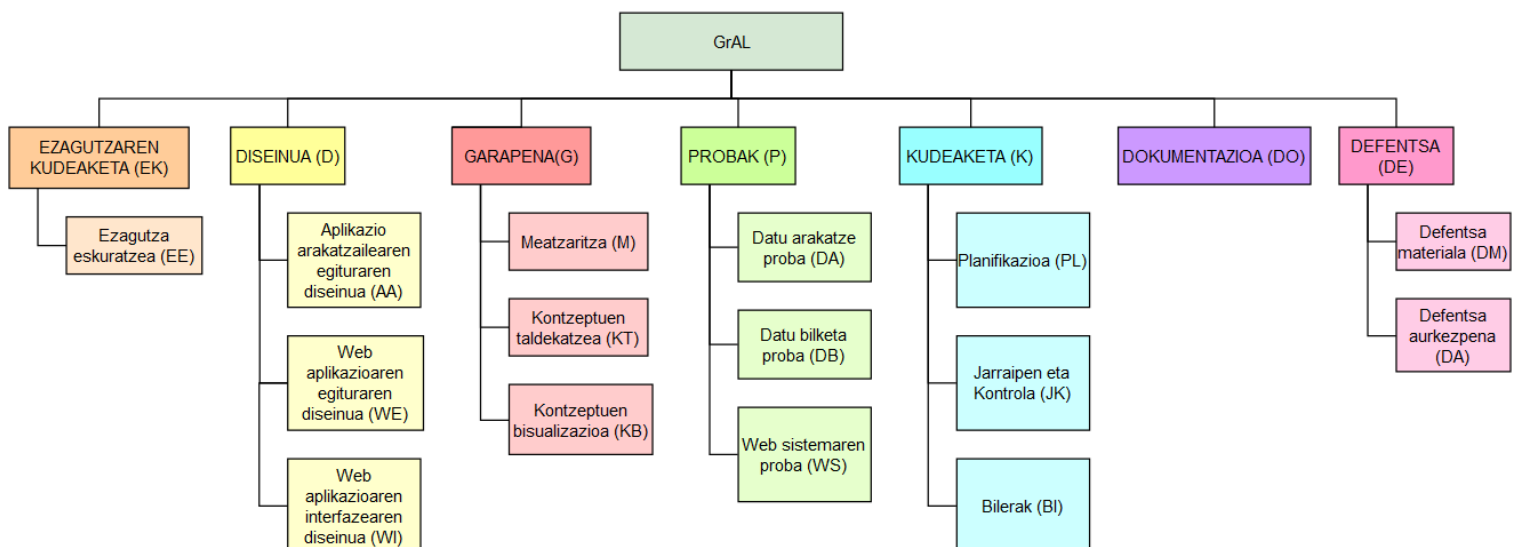 GrAL
EZAGUTZAREN
KUDEAKETA (EK)
DISEINUA (D)
GARAPENA(G)
PROBAK (P)
KUDEAKETA (K)
DOKUMENTAZIOA (DO)
DEFENTSA
(DE)
Ezagutza
eskuratzea (EE)
Aplikazio
arakatzailearen
egituraren
diseinua (AA)
Web
aplikazioaren
egituraren
diseinua (WE)
Web
aplikazioaren
interfazearen
diseinua (WI)
Meatzaritza (M)
Kontzeptuen
taldekatzea (KT)
Kontzeptuen
bisualizazioa (KB)
Datu arakatze
proba (DA)
Datu bilketa
proba (DB)
Web sistemaren
proba (WS)
Planifikazioa (PL)
Jarraipen eta
Kontrola (JK)
Bilerak (BI)
Defentsa
materiala (DM)
Defentsa
aurkezpena
(DA)